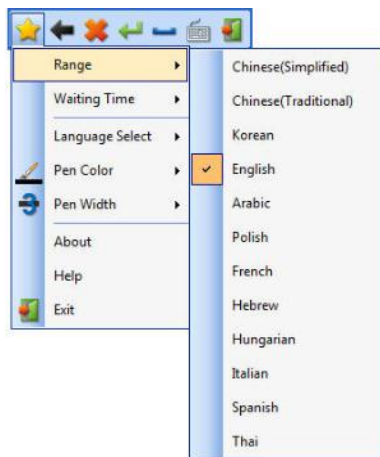 Range
Waiting Time
Language Select
Pen Color
Pen Width
About
Help
Exit
Chinese(Simplified)
Chinese(Traditional)
Korean
English
Arabic
Polish
French
Hebrew
Hungarian
Italian
Spanish
Thai